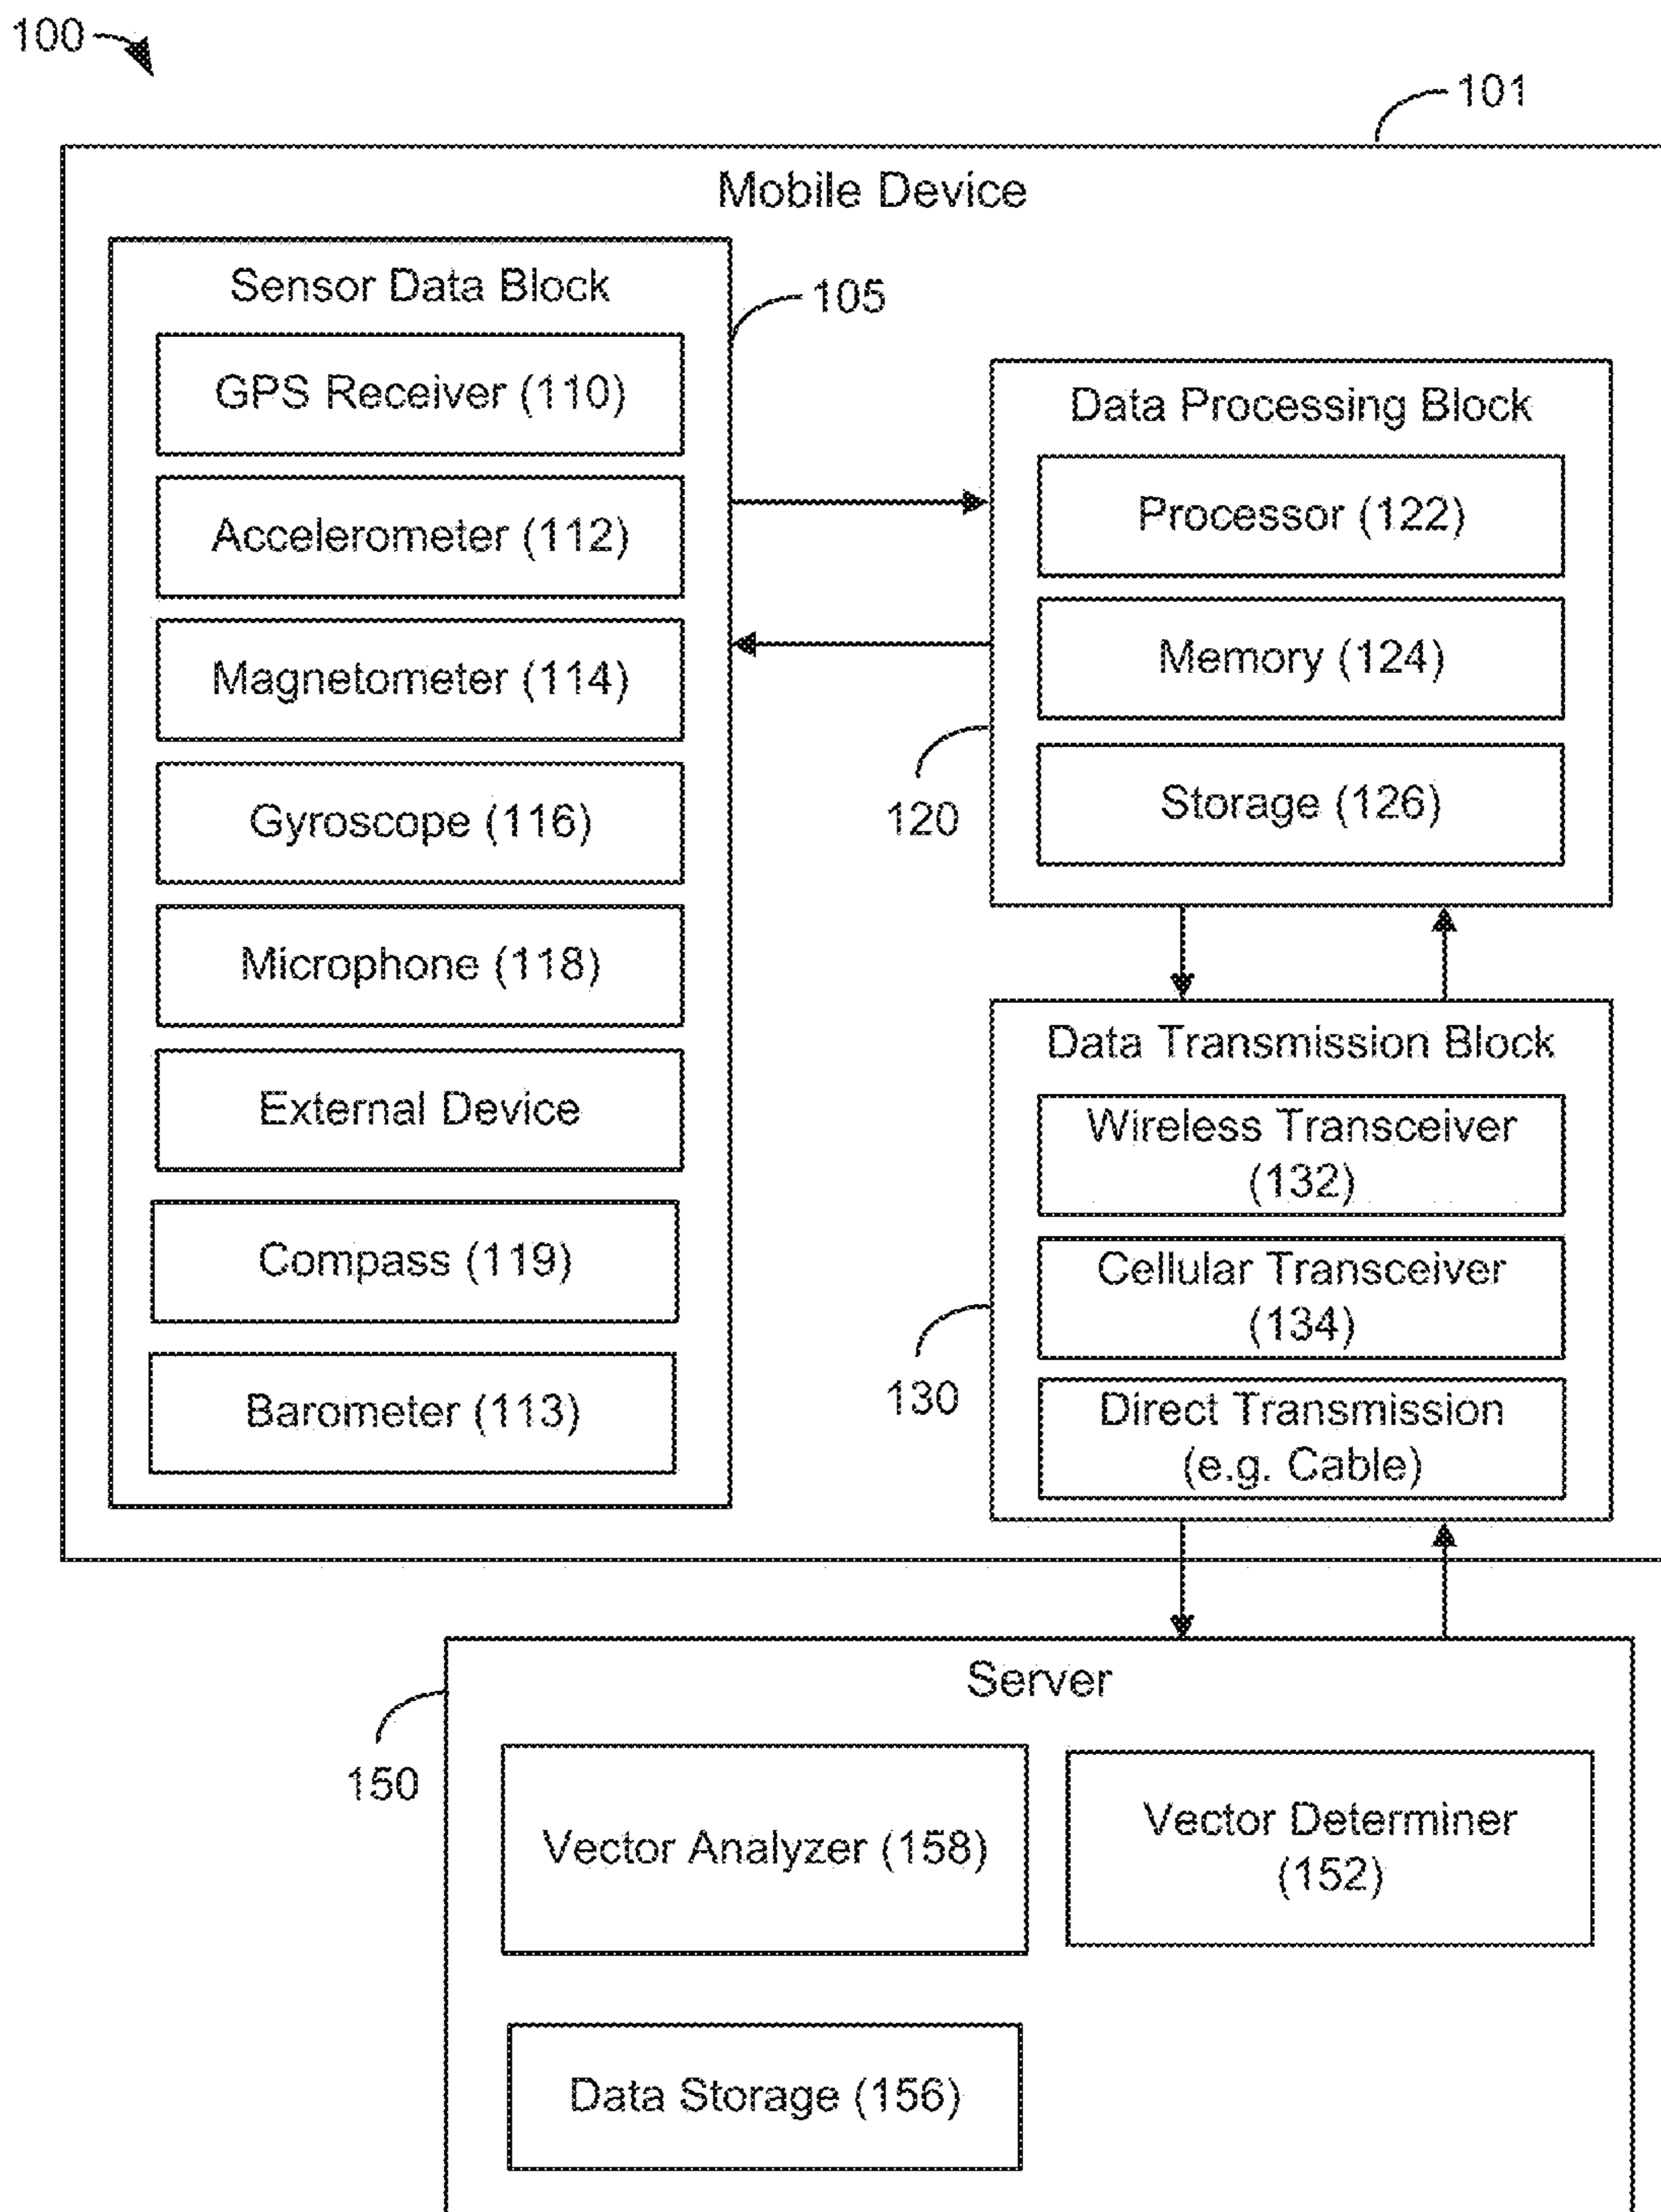 100
101
Mobile Device
Sensor Data Block
105
GPS Receiver (110)
Accelerometer (112)
Magnetometer (114)
Gyroscope (116)
Microphone (118)
External Device
Compass (119)
Barometer (113)
Data Processing Block
Processor (122)
Memory (124)
Storage (126)
120
Data Transmission Block
Wireless Transceiver
(132)
Cellular Transceiver
(134)
Direct Transmission
(e.g. Cable)
130
Server
150
Vector Analyzer (158)
Vector Determiner
(152)
Data Storage (156)